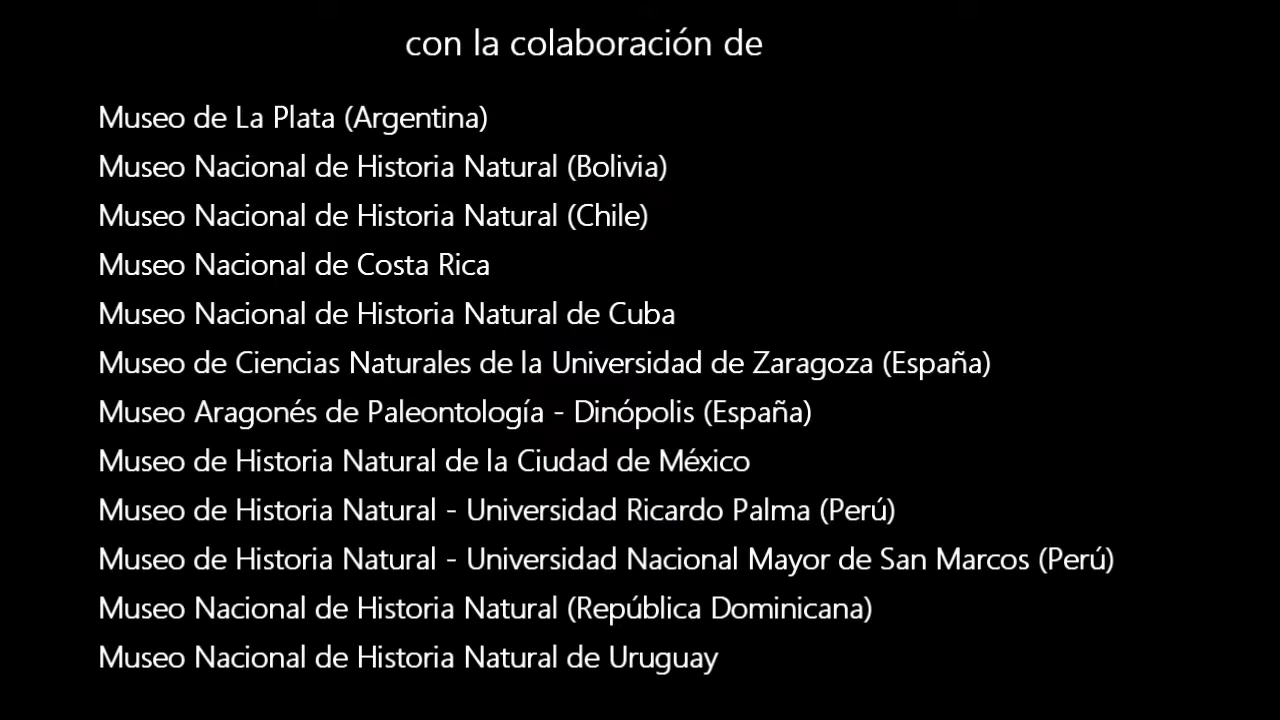 con la colaboración de
Museo de La Plata (Argentina)
Museo Nacional de Historia Natural (Bolivia)
Museo Nacional de Historia Natural (Chile)
Museo Nacional de Costa Rica
Museo Nacional de Historia Natural de Cuba
Museo de Ciencias Naturales de la Universidad de Zaragoza (España)
Museo Aragonés de Paleontología - Dinópolis (España)
Museo de Historia Natural de la Ciudad de México
Museo de Historia Natural - Universidad Ricardo Palma (Perú)
Museo de Historia Natural - Universidad Nacional Mayor de San Marcos (Perú)
Museo Nacional de Historia Natural (República Dominicana)
Museo Nacional de Historia Natural de Uruguay